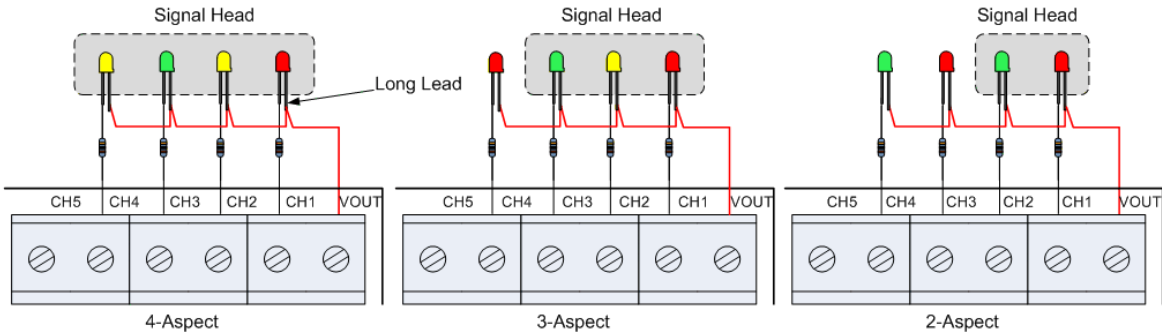 Signal Head
Signal Head
Signal Head
Long Lead
CH5 CH4 CH3 CH2 CH1 VOUT
CH5 CH4 CH3 CH2 CH1 VOUT
CH5 CH4 CH3 CH2 CH1 VOUT
4-Aspect
3-Aspect
2-Aspect